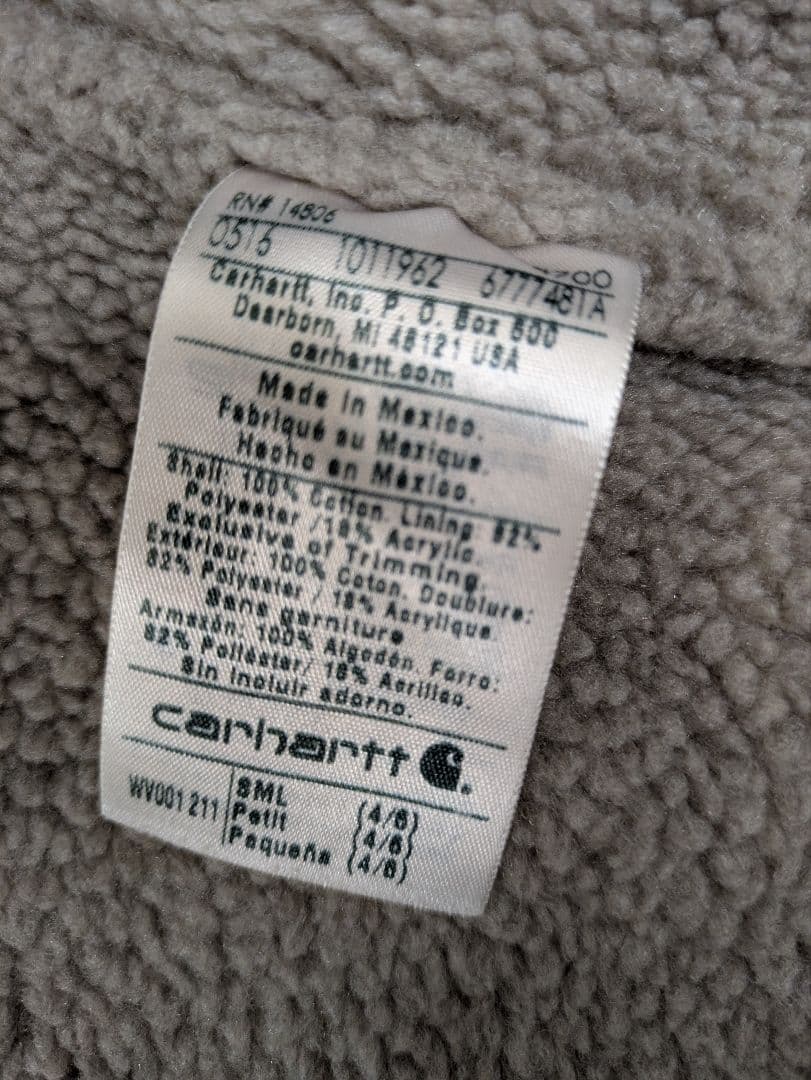 RN# 14806
0516 1011962 6777481A
Carhartt, Inc. P. O. Box 600
Dearborn, MI 48121 USA
carhartt.com
Made in Mexico.
Fabriqué au Mexique.
Hecho en México.
Shell: 100% Cotton. Lining 82%
Polyester /18% Acrylic.
Exclusive of Trimming.
Extérieur: 100% Coton. Doublure:
82% Polyester / 18% Acrylique.
Sans garniture
Armazón: 100% Algodón. Forro:
82% Poliéster/ 18% Acrílico.
Sin incluir adorno.
carhartt
WV001 211 SML (4/6)
Petit (4/6)
Pequeña (4/6)